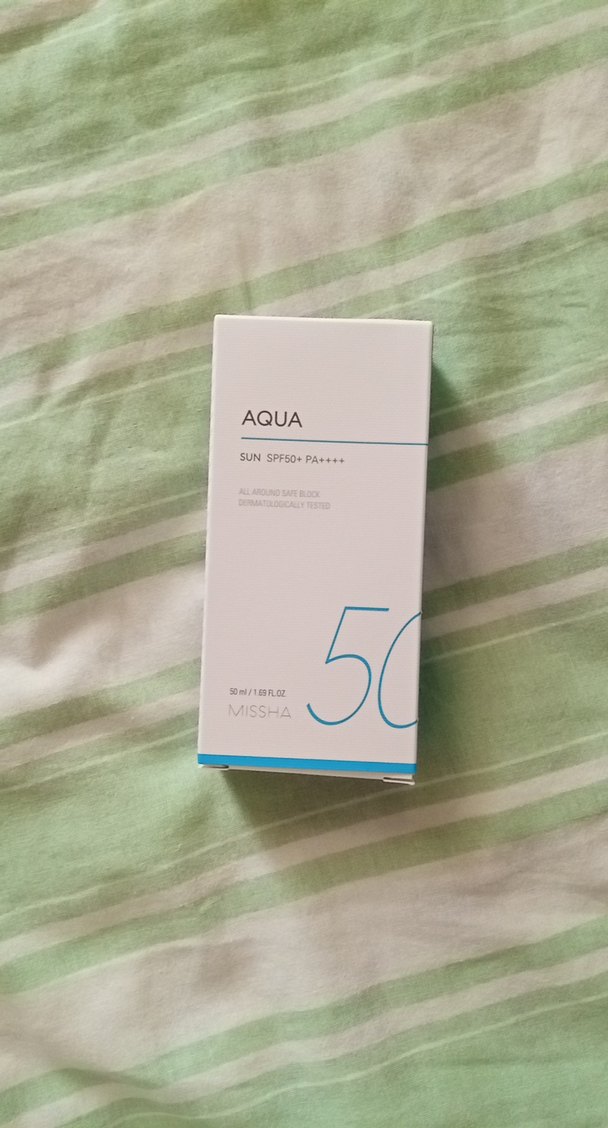 AQUA
SUN SPF50+ PA++++
ALL AROUND SAFE BLOCK
DERMATOLOGICALLY TESTED
50
50 ml / 1.69 FL.OZ
MISSHA